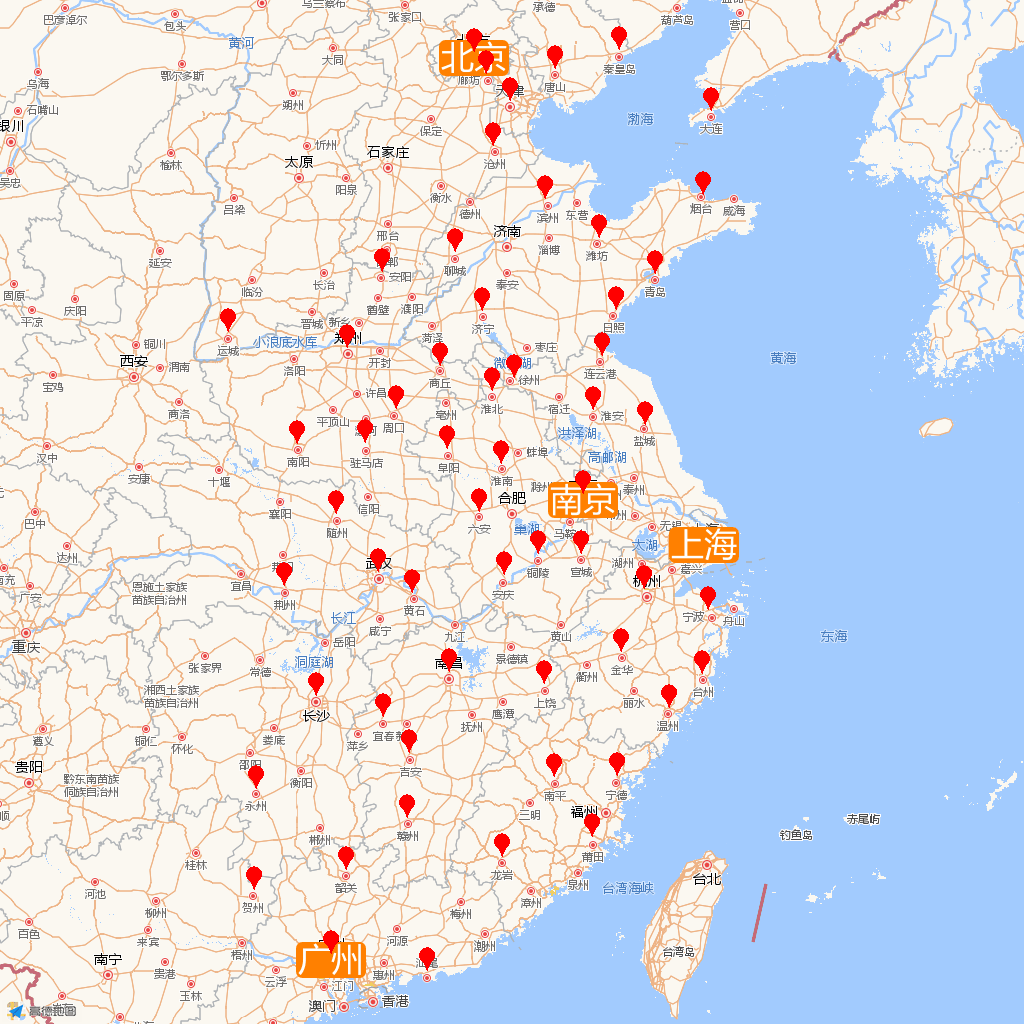 巴彦淖尔
包头
乌兰察布
张家口
承德
葫芦岛
营口
黄河
大同
北京
廊坊
唐山
秦皇岛
鄂尔多斯
乌海
石嘴山
银川
吴忠
朔州
天津
渤海
大连
保定
忻州
榆林
太原
石家庄
沧州
阳泉
衡水
德州
滨州
东营
烟台
威海
吕梁
邢台
济南
淄博
潍坊
延安
安阳
聊城
泰安
青岛
固原
平凉
庆阳
临汾
长治
鹤壁
濮阳
济宁
日照
运城
晋城
新乡
郑州
小浪底水库
菏泽
枣庄
铜川
西安
渭南
洛阳
开封
商丘
徐州
连云港
黄海
宝鸡
商洛
许昌
平顶山
周口
亳州
淮北
宿迁
淮安
盐城
汉中
安康
十堰
南阳
驻马店
阜阳
蚌埠
淮南
洪泽湖
高邮湖
巴中
襄阳
随州
信阳
六安
合肥
滁州
南京
泰州
无锡
上海
达州
马鞍
巢湖
太湖
湖州
嘉兴
南充
广安
恩施土家族
苗族自治州
宜昌
荆州
武汉
黄石
安庆
铜陵
宣城
杭州
宁波
舟山
重庆
长江
咸宁
岳阳
九江
黄山
东海
洞庭湖
张家界
常德
南昌
景德镇
衢州
金华
台州
湘西土家族
苗族自治州
长沙
上饶
丽水
温州
遵义
铜仁
怀化
娄底
萍乡
宜春
抚州
鹰潭
贵阳
黔东南苗族
侗族自治州
邵阳
衡阳
吉安
南平
宁德
永州
郴州
赣州
三明
福州
钓鱼岛
赤尾屿
桂林
韶关
龙岩
莆田
泉州
台湾海峡
台北
河池
柳州
贺州
梅州
漳州
百色
来宾
南宁
贵港
梧州
广州
河源
潮州
台湾岛
玉林
云浮
江门
惠州
汕尾
澳门
香港
高德地图